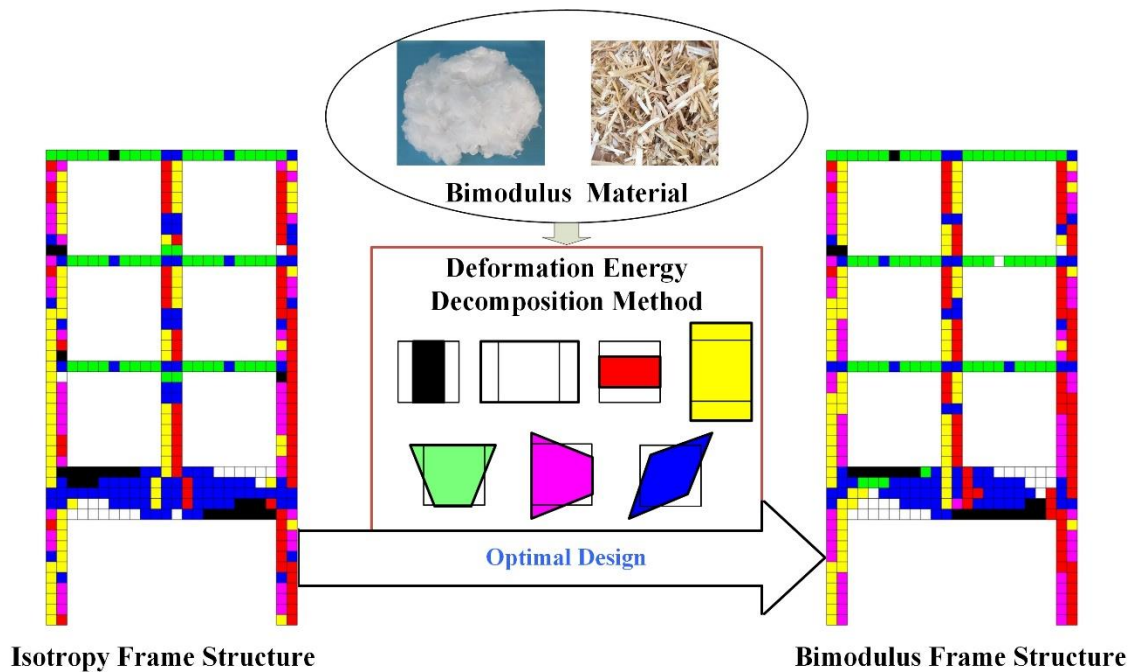 Bimodulus Material
Deformation Energy
Decomposition Method
Optimal Design
Isotropy Frame Structure
Bimodulus Frame Structure